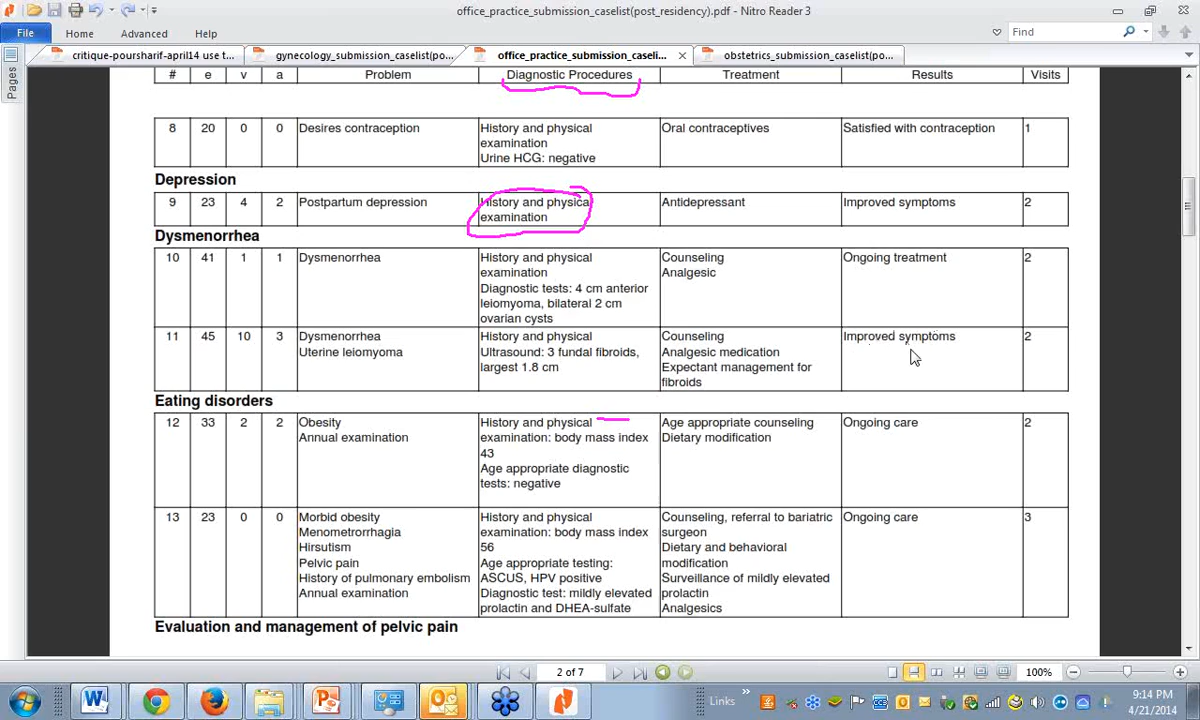 office_practice_submission_caselist(post_residency).pdf - Nitro Reader 3
File Home Advanced Help Find
critique-poursharif-april14 use t... gynecology_submission_caselist(po... office_practice_submission_caseli... obstetrics_submission_caselist(po...
Pages
# e v a Problem Diagnostic Procedures Treatment Results Visits
8 20 0 0 Desires contraception History and physical Oral contraceptives Satisfied with contraception 1
examination
Urine HCG: negative
Depression
9 23 4 2 Postpartum depression History and physical Antidepressant Improved symptoms 2
examination
Dysmenorrhea
10 41 1 1 Dysmenorrhea History and physical Counseling Ongoing treatment 2
examination Analgesic
Diagnostic tests: 4 cm anterior
leiomyoma, bilateral 2 cm
ovarian cysts
11 45 10 3 Dysmenorrhea History and physical Counseling Improved symptoms 2
Uterine leiomyoma Ultrasound: 3 fundal fibroids, Analgesic medication
largest 1.8 cm Expectant management for
fibroids
Eating disorders
12 33 2 2 Obesity History and physical Age appropriate counseling Ongoing care 2
Annual examination examination: body mass index Dietary modification
43
Age appropriate diagnostic
tests: negative
13 23 0 0 Morbid obesity History and physical Counseling, referral to bariatric Ongoing care 3
Menometrorrhagia examination: body mass index surgeon
Hirsutism 56 Dietary and behavioral
Pelvic pain Age appropriate testing: modification
History of pulmonary embolism ASCUS, HPV positive Surveillance of mildly elevated
Annual examination Diagnostic test: mildly elevated prolactin
prolactin and DHEA-sulfate Analgesics
Evaluation and management of pelvic pain
2 of 7 100%
Links 9:14 PM
4/21/2014